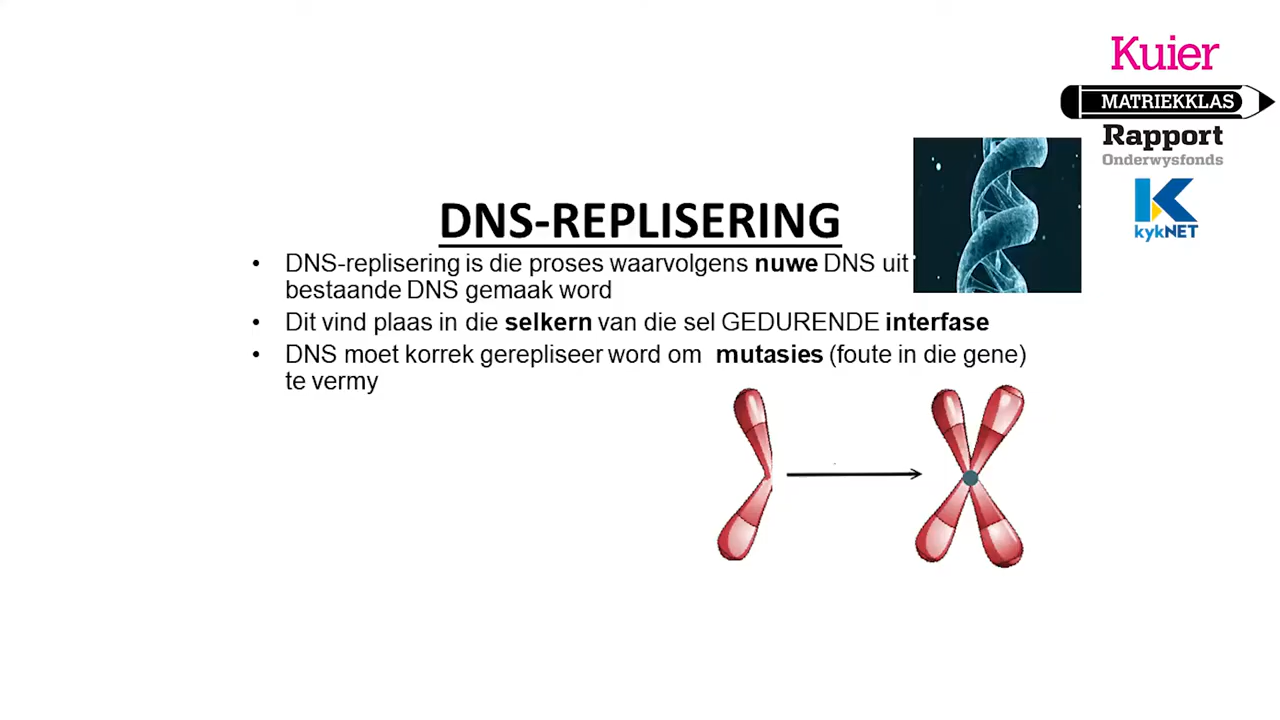 Kuier
MATRIEKKLAS
Rapport
Onderwysfonds
kykNET
DNS-REPLISERING
• DNS-replisering is die proses waarvolgens nuwe DNS uit
bestaande DNS gemaak word
• Dit vind plaas in die selkern van die sel GEDURENDE interfase
• DNS moet korrek gerepliseer word om mutasies (foute in die gene)
te vermy